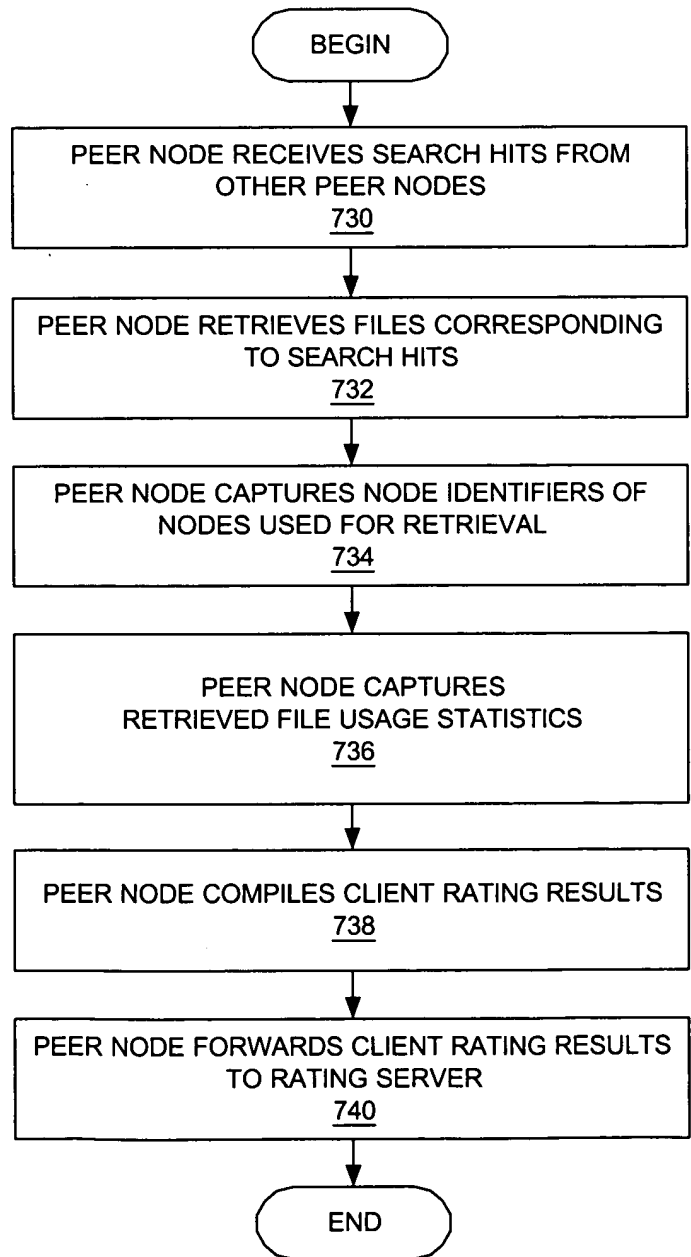 BEGIN
PEER NODE RECEIVES SEARCH HITS FROM
OTHER PEER NODES
730
PEER NODE RETRIEVES FILES CORRESPONDING
TO SEARCH HITS
732
PEER NODE CAPTURES NODE IDENTIFIERS OF
NODES USED FOR RETRIEVAL
734
PEER NODE CAPTURES
RETRIEVED FILE USAGE STATISTICS
736
PEER NODE COMPILES CLIENT RATING RESULTS
738
PEER NODE FORWARDS CLIENT RATING RESULTS
TO RATING SERVER
740
END